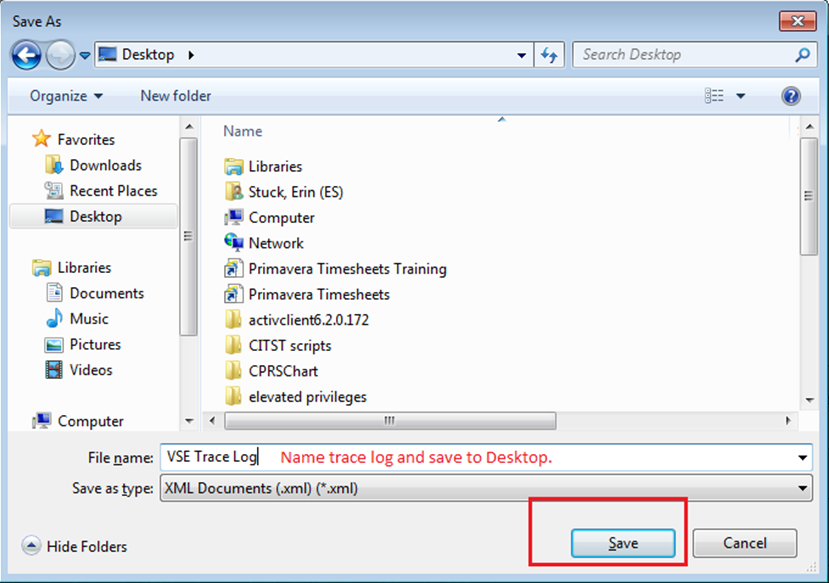 Save As
Desktop
Search Desktop
Organize
New folder
Favorites
Downloads
Recent Places
Desktop
Libraries
Documents
Music
Pictures
Videos
Computer
Name
Libraries
Stuck, Erin (ES)
Computer
Network
Primavera Timesheets Training
Primavera Timesheets
activclient6.2.0.172
CITST scripts
CPRSChart
elevated privileges
File name: VSE Trace Log Name trace log and save to Desktop.
Save as type: XML Documents (.xml) (*.xml)
Hide Folders
Save
Cancel